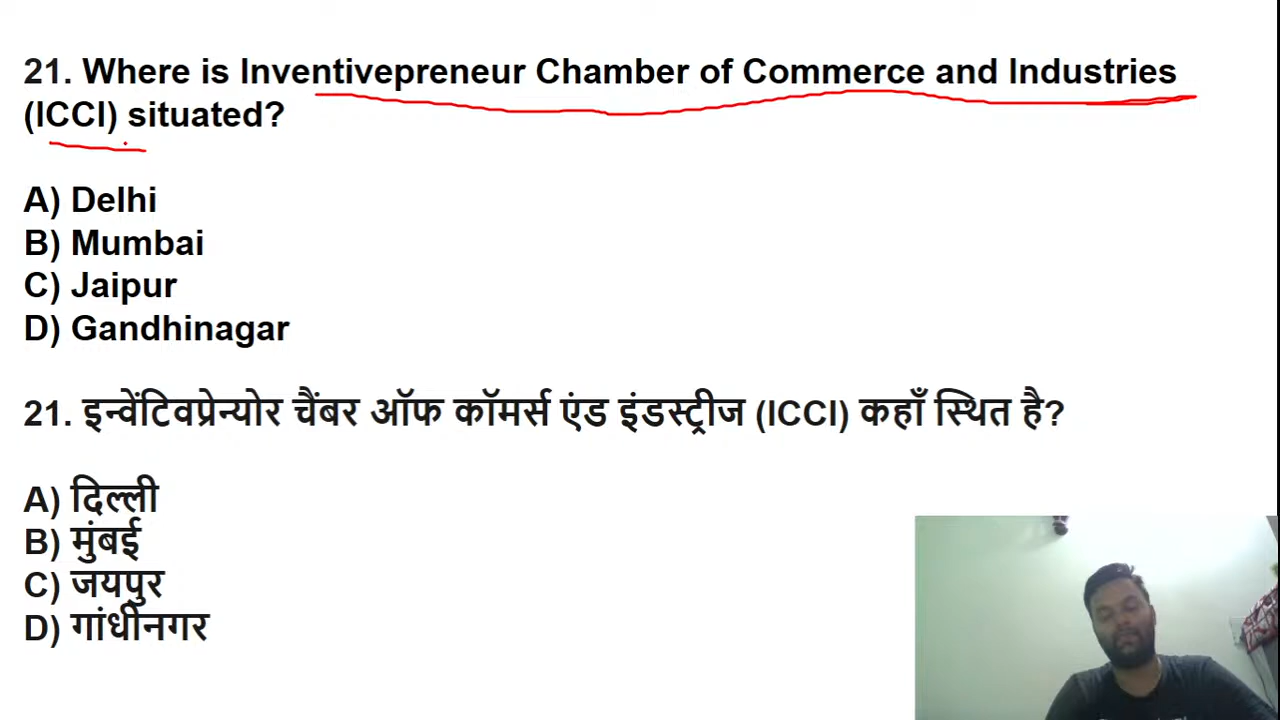 21. Where is Inventivepreneur Chamber of Commerce and Industries
(ICCI) situated?
A) Delhi
B) Mumbai
C) Jaipur
D) Gandhinagar
21. इन्वेंटिवप्रेन्योर चैंबर ऑफ कॉमर्स एंड इंडस्ट्रीज (ICCI) कहाँ स्थित है?
A) दिल्ली
B) मुंबई
C) जयपुर
D) गांधीनगर